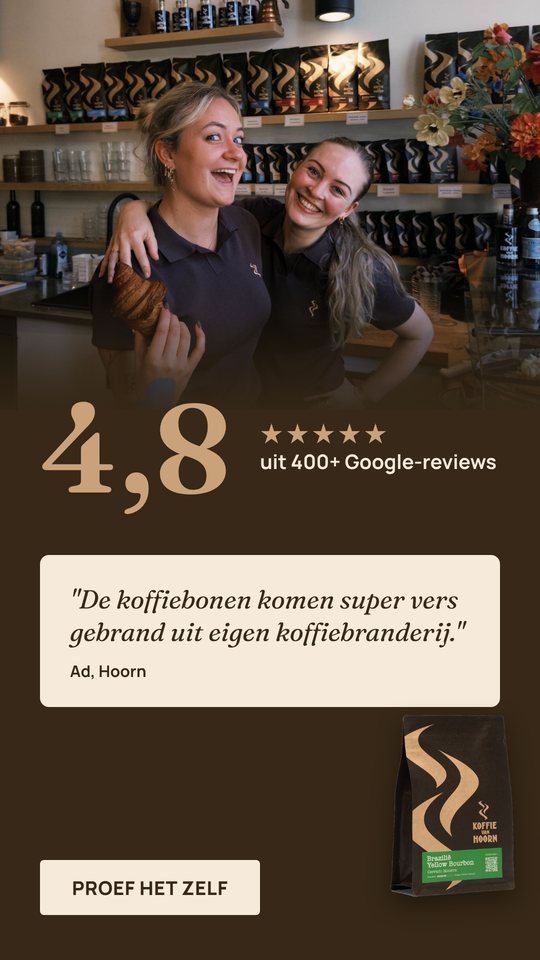 4,8
★★★★★
uit 400+ Google-reviews
"De koffiebonen komen super vers
gebrand uit eigen koffiebranderij."
Ad, Hoorn
KOFFIE
VAN
HOORN
Brazilië
Yellow Bourbon
PROEF HET ZELF